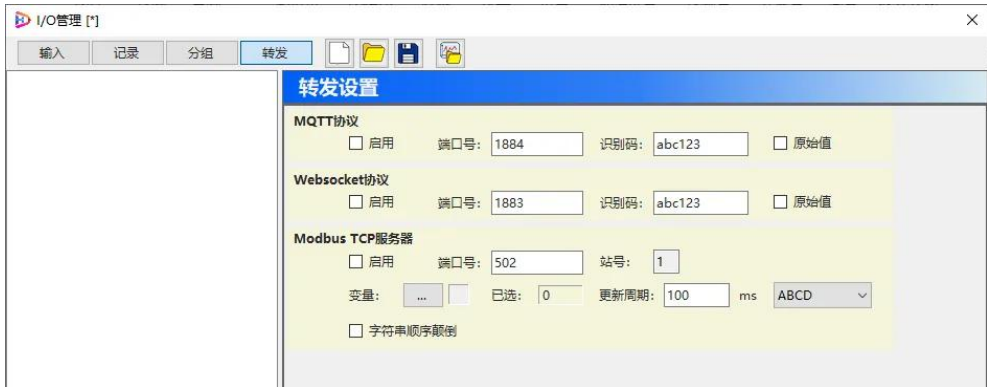 I/O管理 [*]
输入 记录 分组 转发
转发设置
MQTT协议
启用 端口号: 1884 识别码: abc123 原始值
Websocket协议
启用 端口号: 1883 识别码: abc123 原始值
Modbus TCP服务器
启用 端口号: 502 站号: 1
变量: ... 已选: 0 更新周期: 100 ms ABCD
字符串顺序颠倒